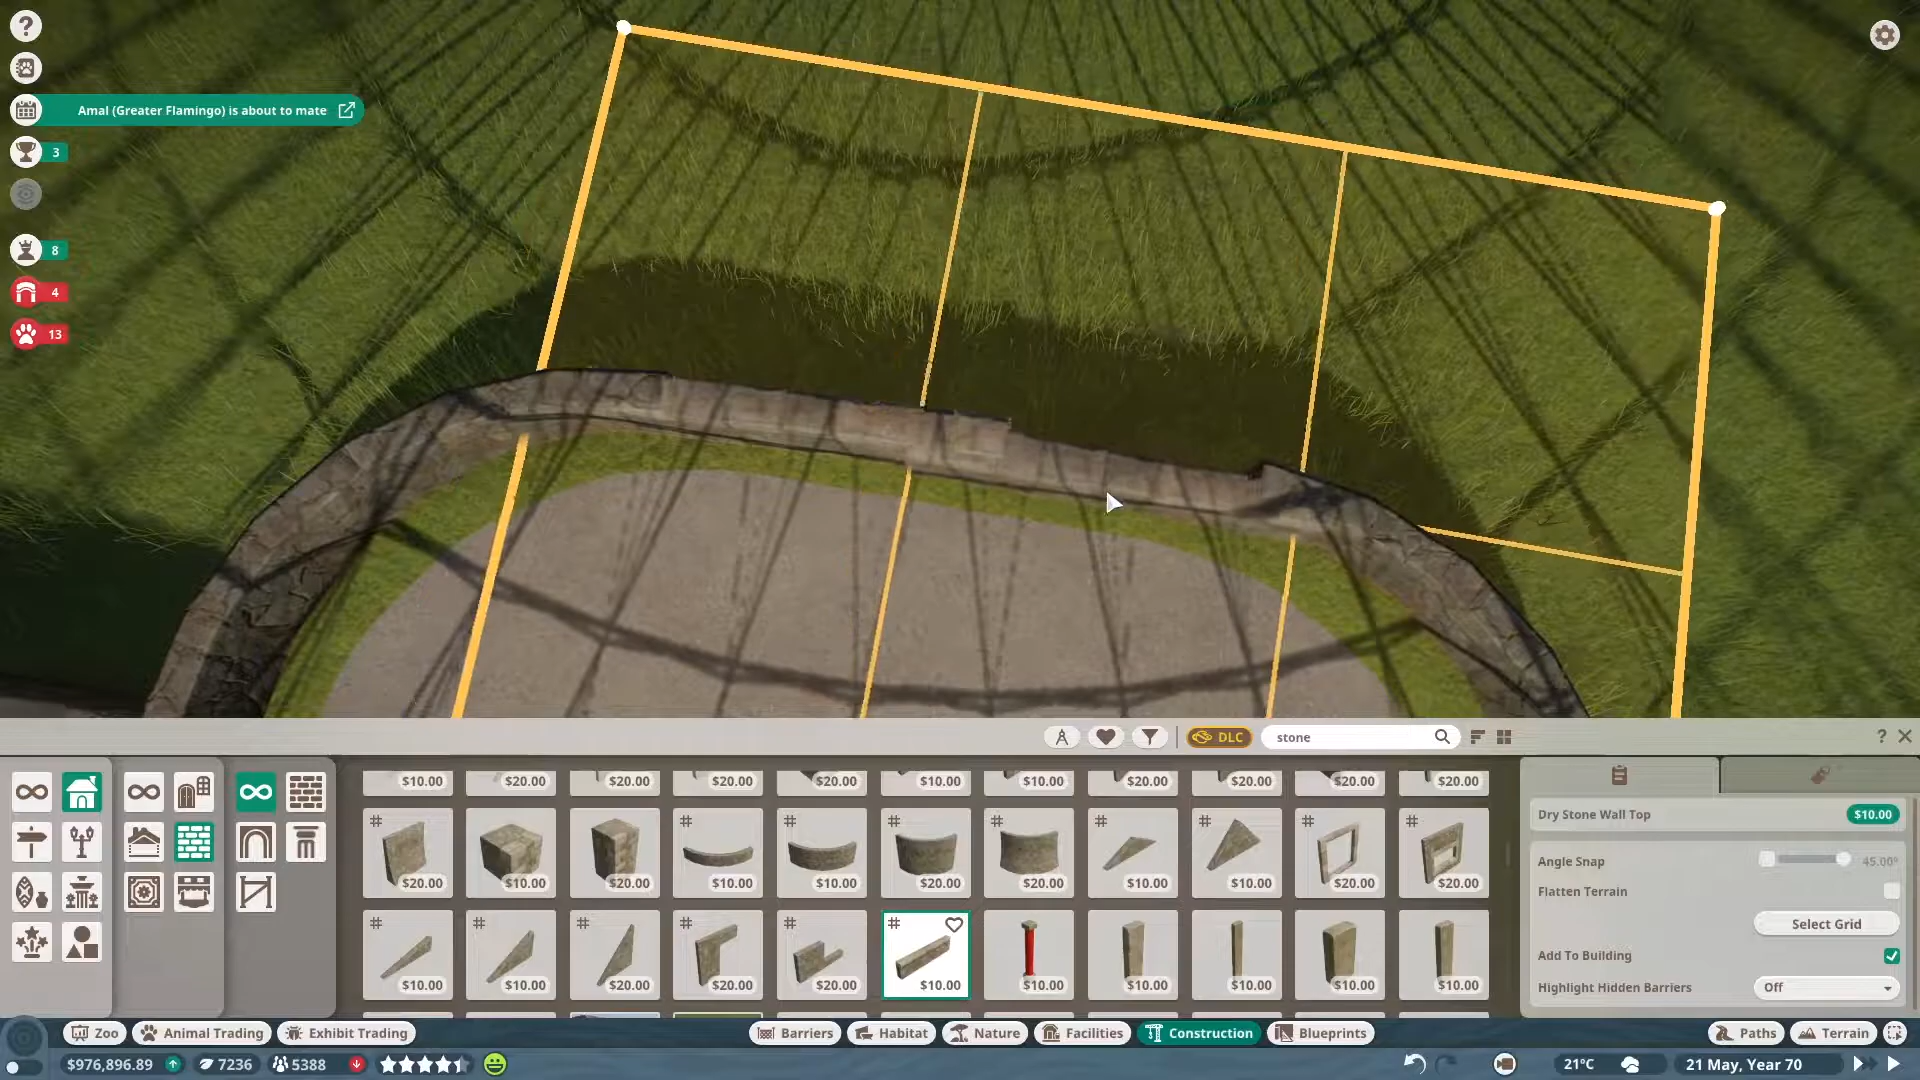 ?
Amal (Greater Flamingo) is about to mate
3
8
4
13
DLC
stone
?
$10.00 $20.00 $20.00 $20.00 $20.00 $10.00 $10.00 $20.00 $20.00 $20.00 $20.00
# # # # # # # #
$20.00 $10.00 $20.00 $10.00 $10.00 $20.00 $20.00 $10.00 $10.00 $20.00 $20.00
# # # # # #
$10.00 $10.00 $20.00 $20.00 $20.00 $10.00 $10.00 $10.00 $10.00 $10.00 $10.00
Dry Stone Wall Top $10.00
Angle Snap 45.00°
Flatten Terrain
Select Grid
Add To Building
Highlight Hidden Barriers Off
Zoo Animal Trading Exhibit Trading Barriers Habitat Nature Facilities Construction Blueprints Paths Terrain
$976,896.89 7236 5388 21°C 21 May, Year 70